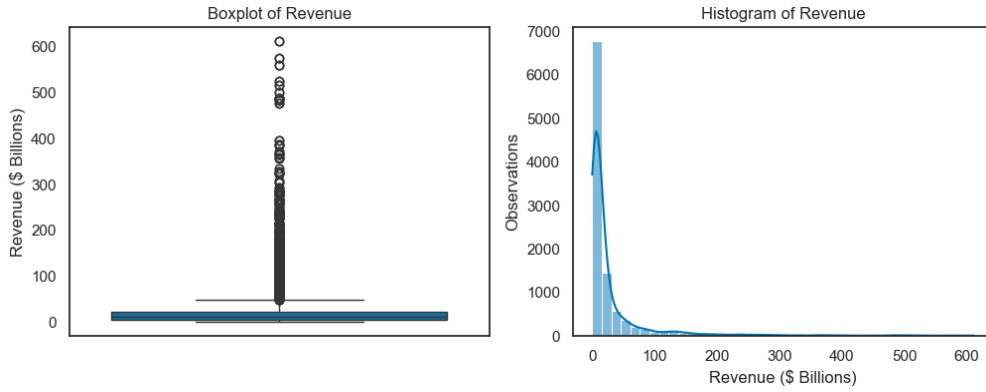 Boxplot of Revenue
Revenue ($ Billions)
600
500
400
300
200
100
0
Histogram of Revenue
Observations
7000
6000
5000
4000
3000
2000
1000
0
0 100 200 300 400 500 600
Revenue ($ Billions)